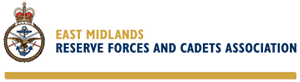 EAST MIDLANDS
RESERVE FORCES AND CADETS ASSOCIATION